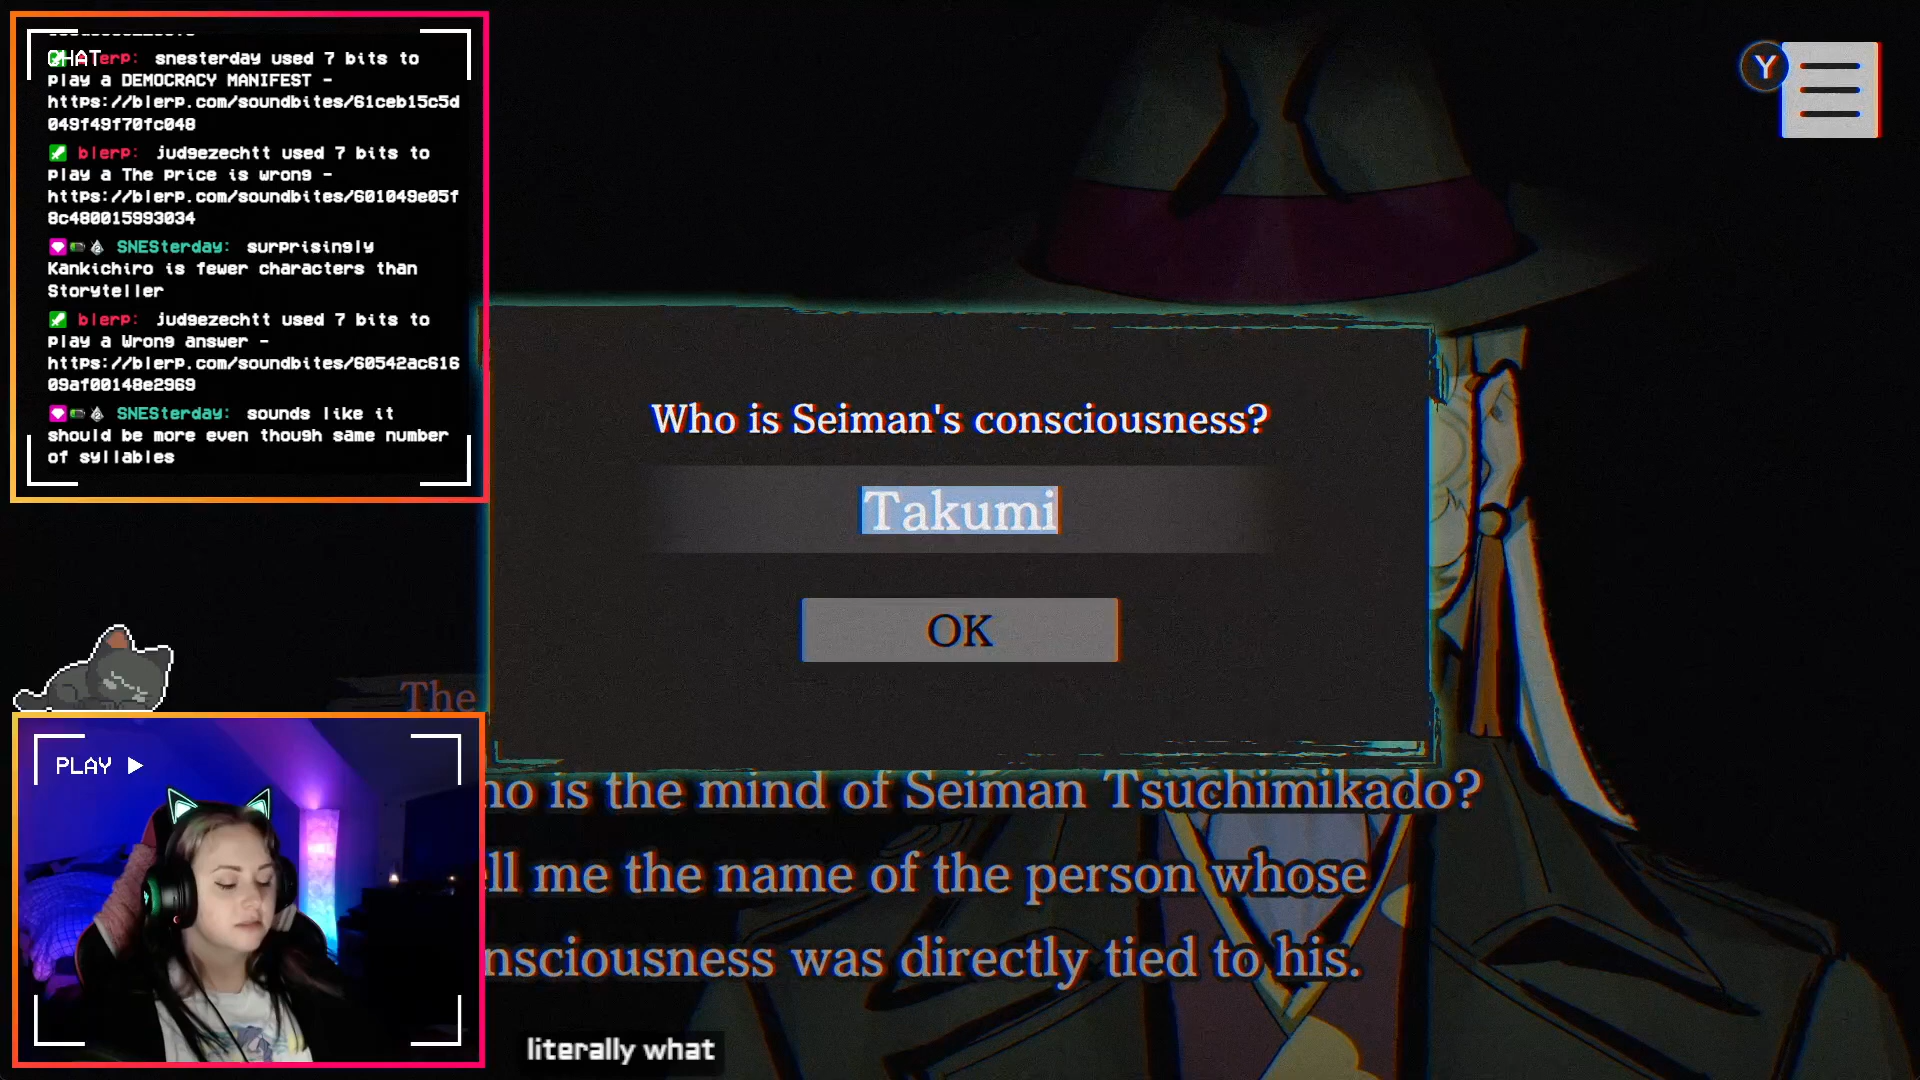 CHAT
erp: snesterday used 7 bits to
play a DEMOCRACY MANIFEST -
https://blerp.com/soundbites/61ceb15c5d
049f49f70fc048
blerp: judgezechtt used 7 bits to
play a The price is wrong -
https://blerp.com/soundbites/601049e05f
8c480015993034
SNESterday: surprisingly
Kankichiro is fewer characters than
Storyteller
blerp: judgezechtt used 7 bits to
play a Wrong answer -
https://blerp.com/soundbites/60542ac616
09af00148e2969
SNESterday: sounds like it
should be more even though same number
of syllables
Y
Who is Seiman's consciousness?
Takumi
OK
The
PLAY
ho is the mind of Seiman Tsuchimikado?
ell me the name of the person whose
nsciousness was directly tied to his.
literally what